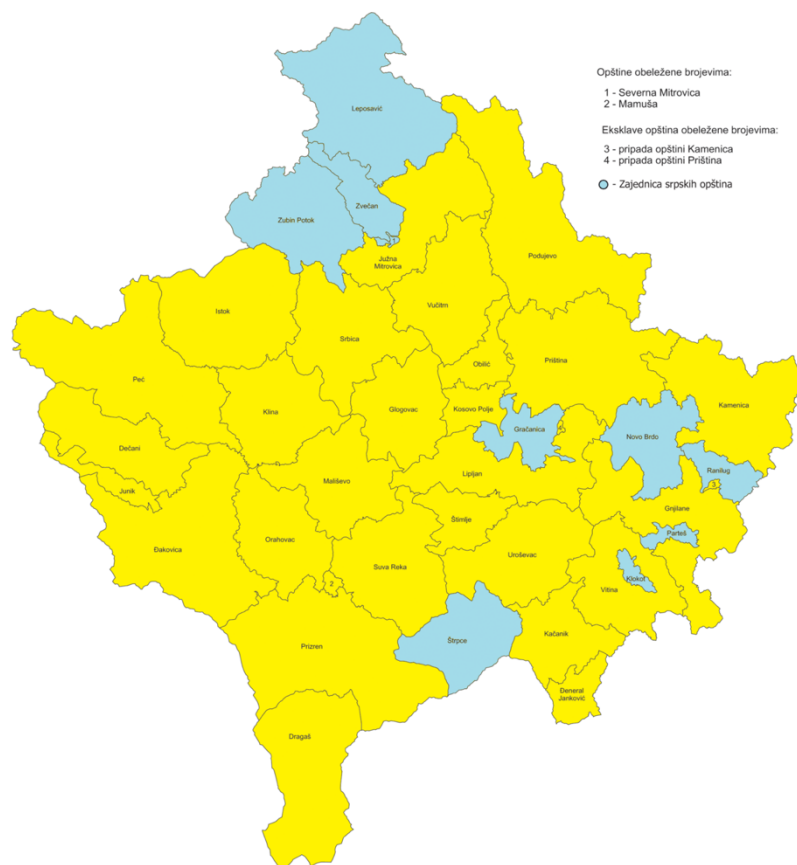 Opštine obeležene brojevima:
1 - Severna Mitrovica
2 - Mamuša
Eksklave opština obeležene brojevima:
3 - pripada opštini Kamenica
4 - pripada opštini Priština
- Zajednica srpskih opština
Leposavić
Zvečan
Zubin Potok
1
Južna
Mitrovica
Podujevo
Istok
Vučitrn
Srbica
Obilić
Priština
Peć
Kamenica
Klina
Glogovac
Kosovo Polje
Gračanica
Novo Brdo
Dečani
Lipljan
Ranilug
Mališevo
3
Junik
Gnjilane
Štimlje
Parteš
Đakovica
Orahovac
Uroševac
Suva Reka
Klokot
2
Vitina
Štrpce
Kačanik
Prizren
Đeneral
Janković
Dragaš